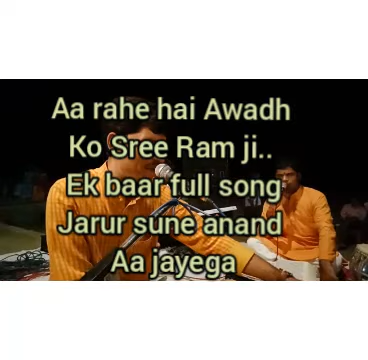 Aa rahe hai Awadh
Ko Sree Ram ji..
Ek baar full song
Jarur sune anand
Aa jayega